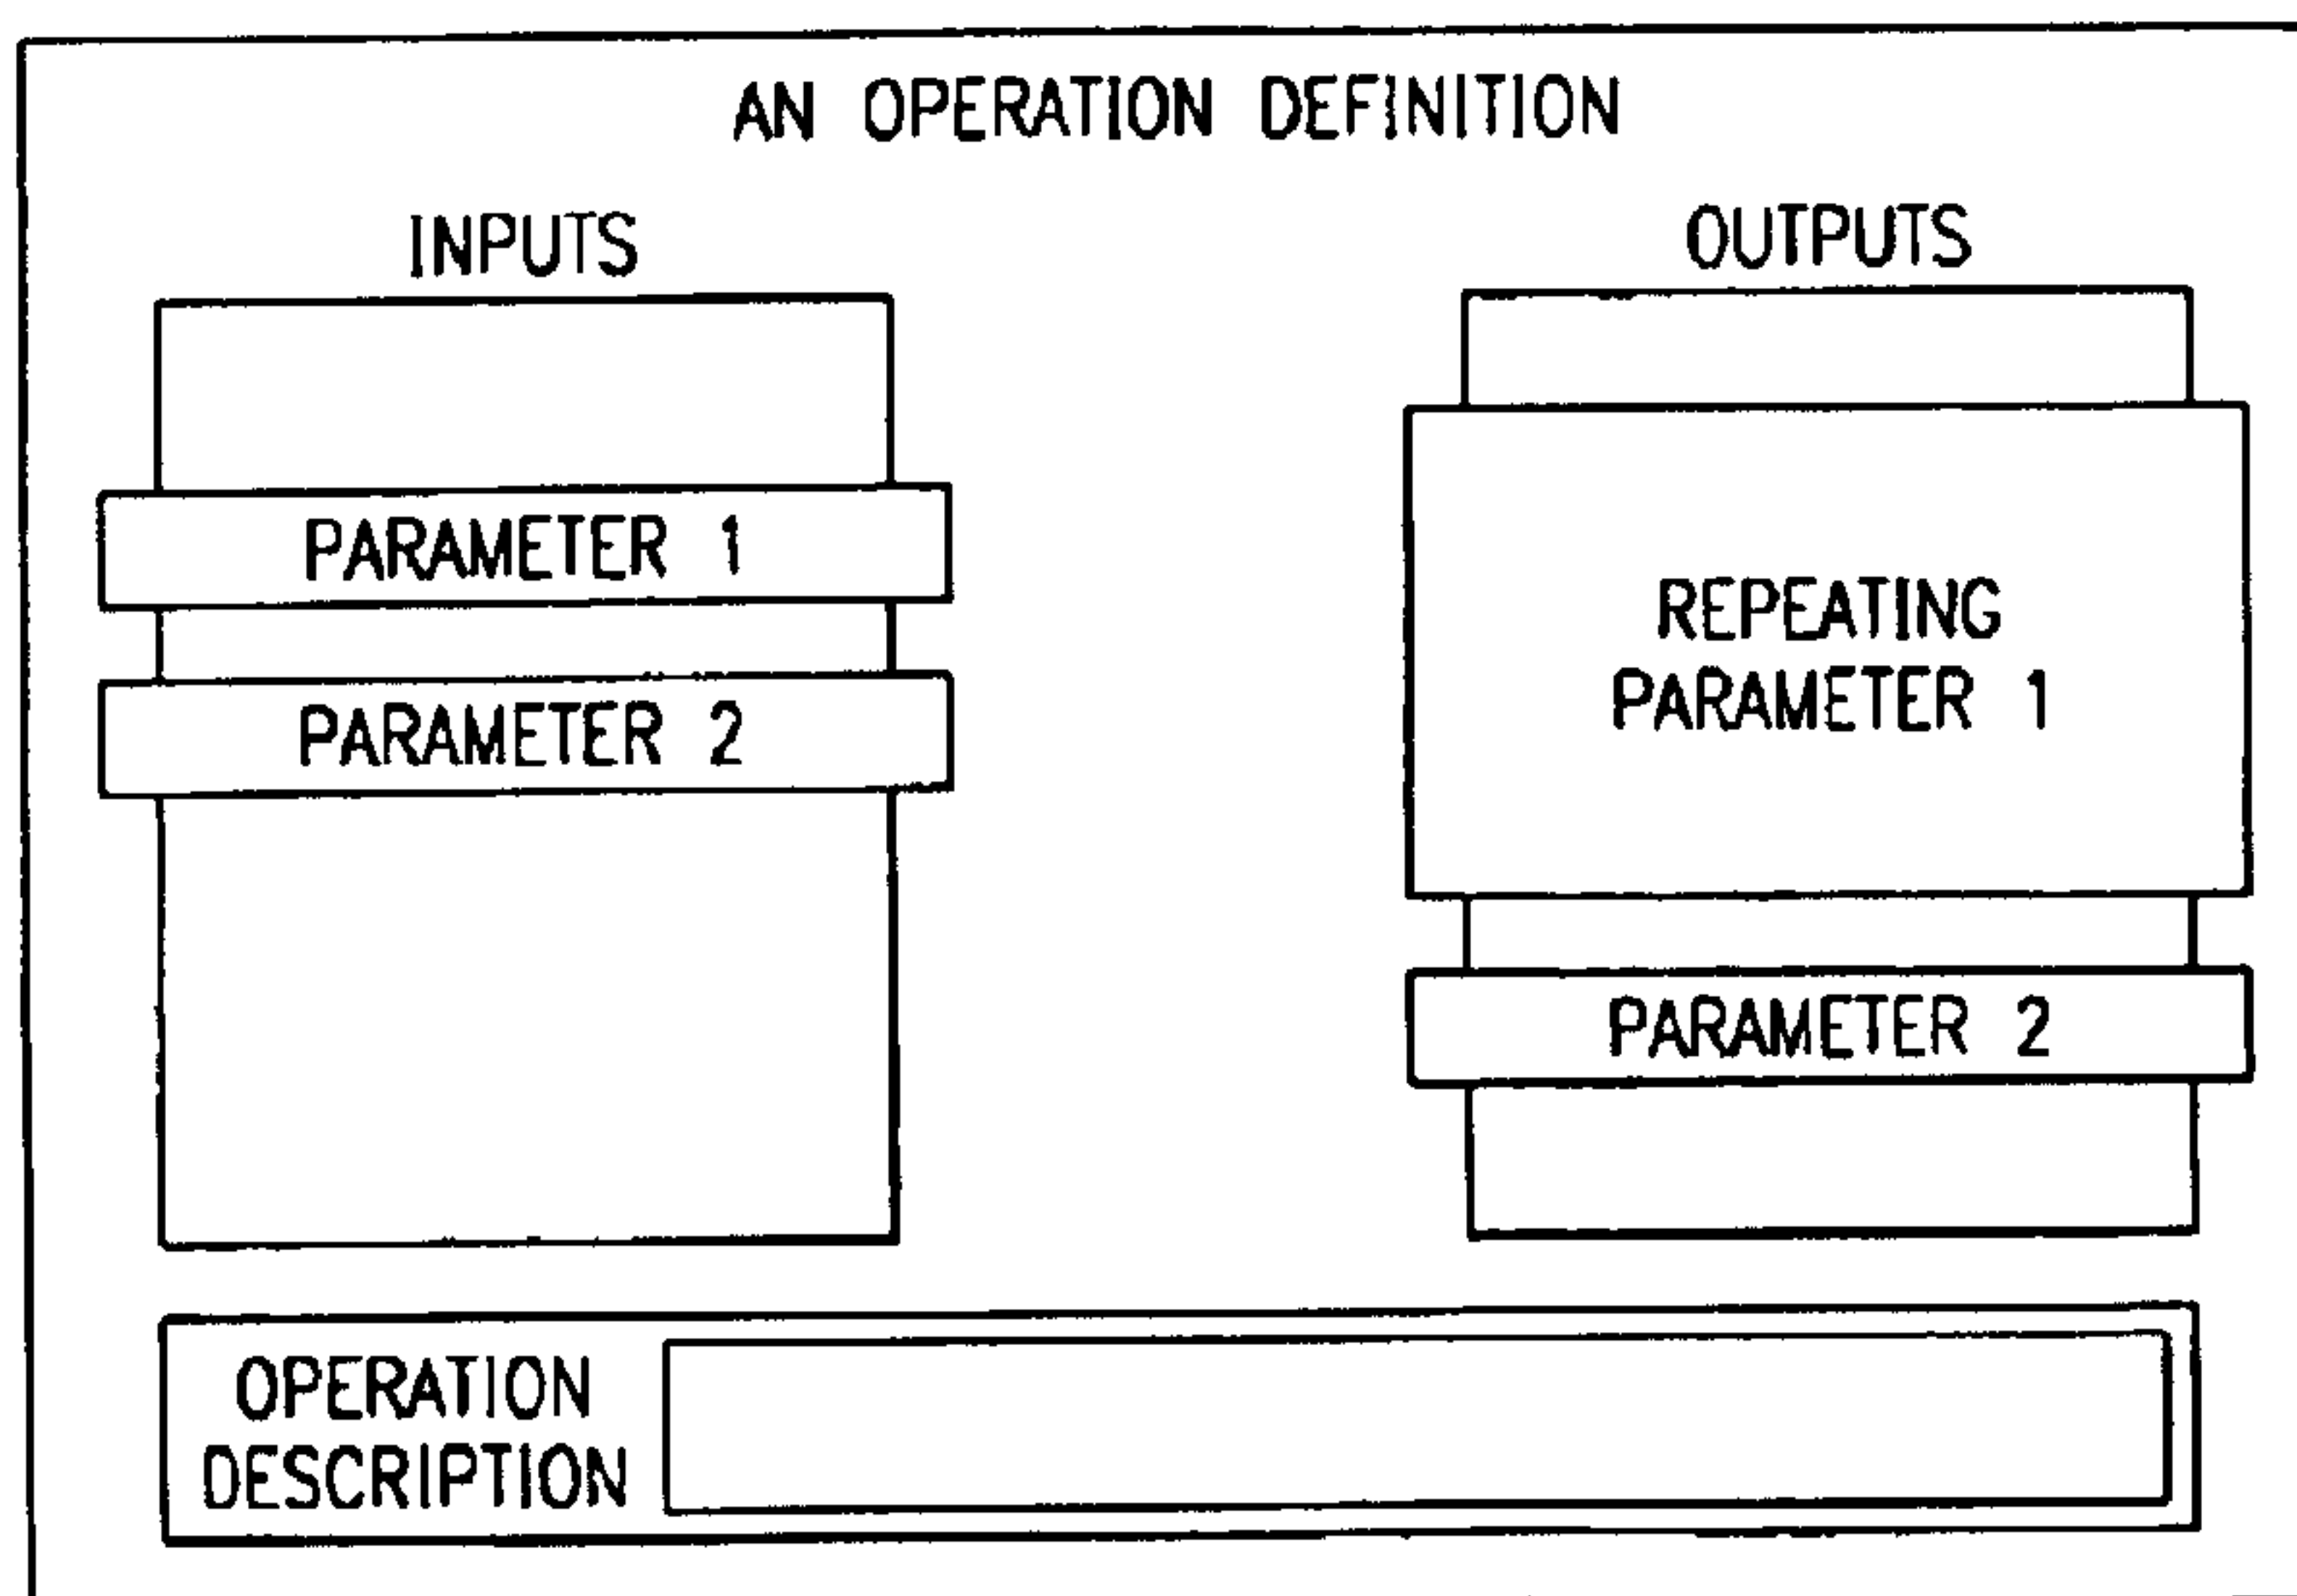 AN OPERATION DEFINITION
INPUTS
PARAMETER 1
PARAMETER 2
OUTPUTS
REPEATING
PARAMETER 1
PARAMETER 2
OPERATION
DESCRIPTION